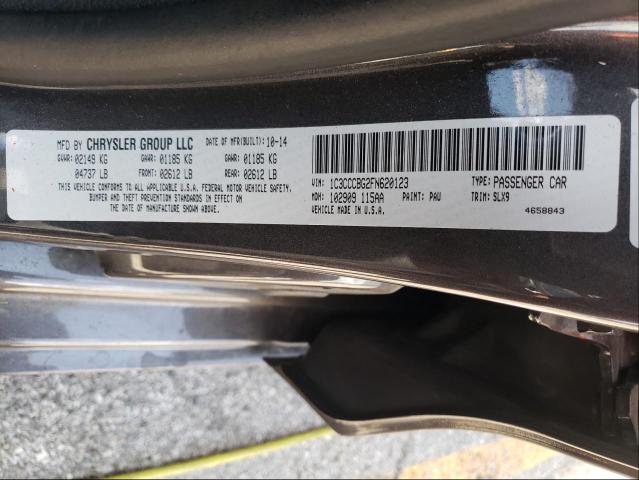 MFD BY CHRYSLER GROUP LLC DATE OF MFR(BUILT): 10-14
GVWR: 02149 KG GAWR: 01185 KG GAWR: 01185 KG
04737 LB FRONT: 02612 LB REAR: 02612 LB
THIS VEHICLE CONFORMS TO ALL APPLICABLE U.S.A. FEDERAL MOTOR VEHICLE SAFETY,
BUMPER AND THEFT PREVENTION STANDARDS IN EFFECT ON
THE DATE OF MANUFACTURE SHOWN ABOVE.
VIN: 1C3CCCBG2FN620123 TYPE: PASSENGER CAR
MDH: 102909 115AA PAINT: PAU TRIM: SLX9
VEHICLE MADE IN U.S.A. 4658843